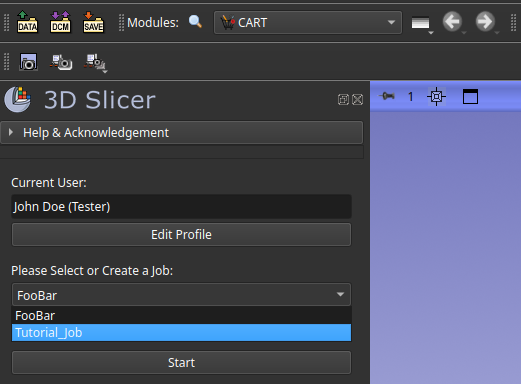 DATA
DCM
SAVE
Modules:
CART
3D Slicer
1
Help & Acknowledgement
Current User:
John Doe (Tester)
Edit Profile
Please Select or Create a Job:
FooBar
FooBar
Tutorial_Job
Start